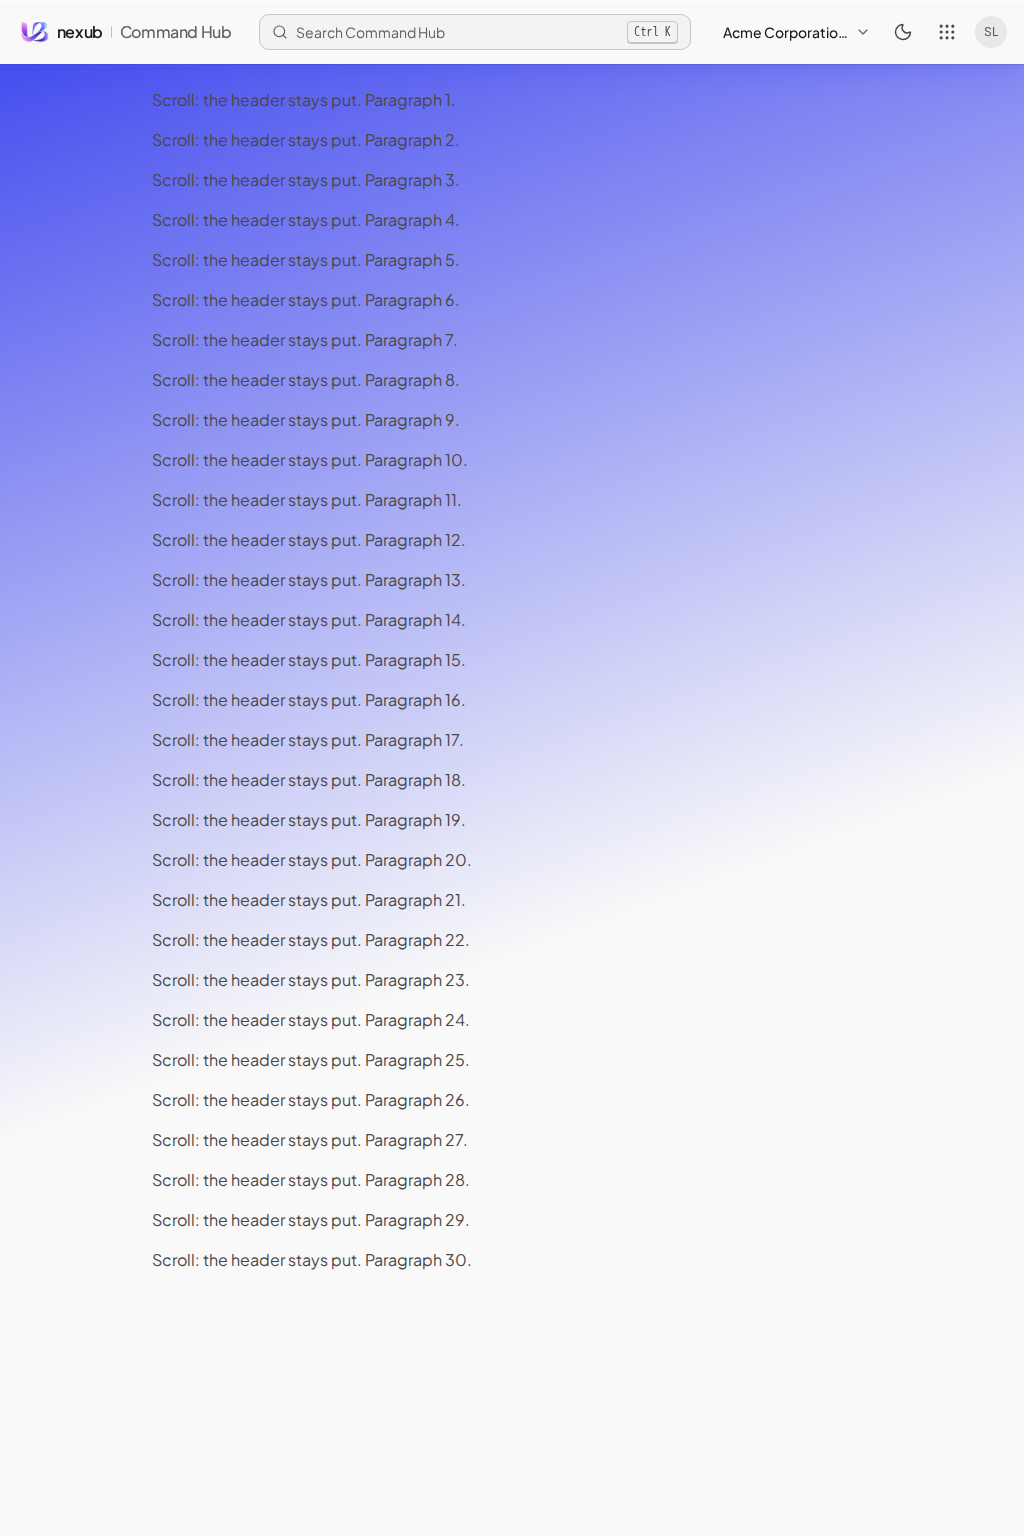 nexub | Command Hub
Search Command Hub
Ctrl K
Acme Corporatio…
SL
Scroll: the header stays put. Paragraph 1.
Scroll: the header stays put. Paragraph 2.
Scroll: the header stays put. Paragraph 3.
Scroll: the header stays put. Paragraph 4.
Scroll: the header stays put. Paragraph 5.
Scroll: the header stays put. Paragraph 6.
Scroll: the header stays put. Paragraph 7.
Scroll: the header stays put. Paragraph 8.
Scroll: the header stays put. Paragraph 9.
Scroll: the header stays put. Paragraph 10.
Scroll: the header stays put. Paragraph 11.
Scroll: the header stays put. Paragraph 12.
Scroll: the header stays put. Paragraph 13.
Scroll: the header stays put. Paragraph 14.
Scroll: the header stays put. Paragraph 15.
Scroll: the header stays put. Paragraph 16.
Scroll: the header stays put. Paragraph 17.
Scroll: the header stays put. Paragraph 18.
Scroll: the header stays put. Paragraph 19.
Scroll: the header stays put. Paragraph 20.
Scroll: the header stays put. Paragraph 21.
Scroll: the header stays put. Paragraph 22.
Scroll: the header stays put. Paragraph 23.
Scroll: the header stays put. Paragraph 24.
Scroll: the header stays put. Paragraph 25.
Scroll: the header stays put. Paragraph 26.
Scroll: the header stays put. Paragraph 27.
Scroll: the header stays put. Paragraph 28.
Scroll: the header stays put. Paragraph 29.
Scroll: the header stays put. Paragraph 30.